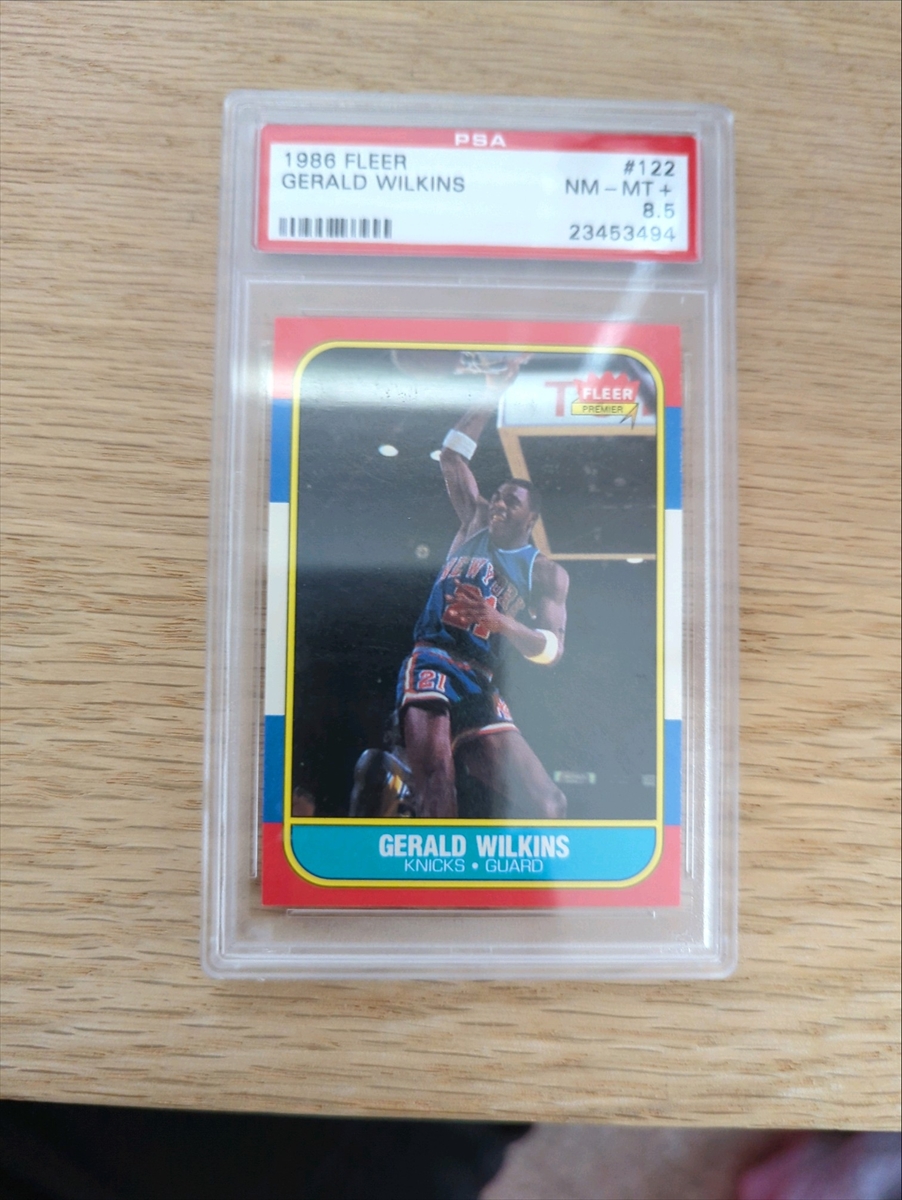 PSA
1986 FLEER #122
GERALD WILKINS NM - MT +
8.5
23453494
T
FLEER
PREMIER
NEW YORK
21
21
GERALD WILKINS
KNICKS • GUARD